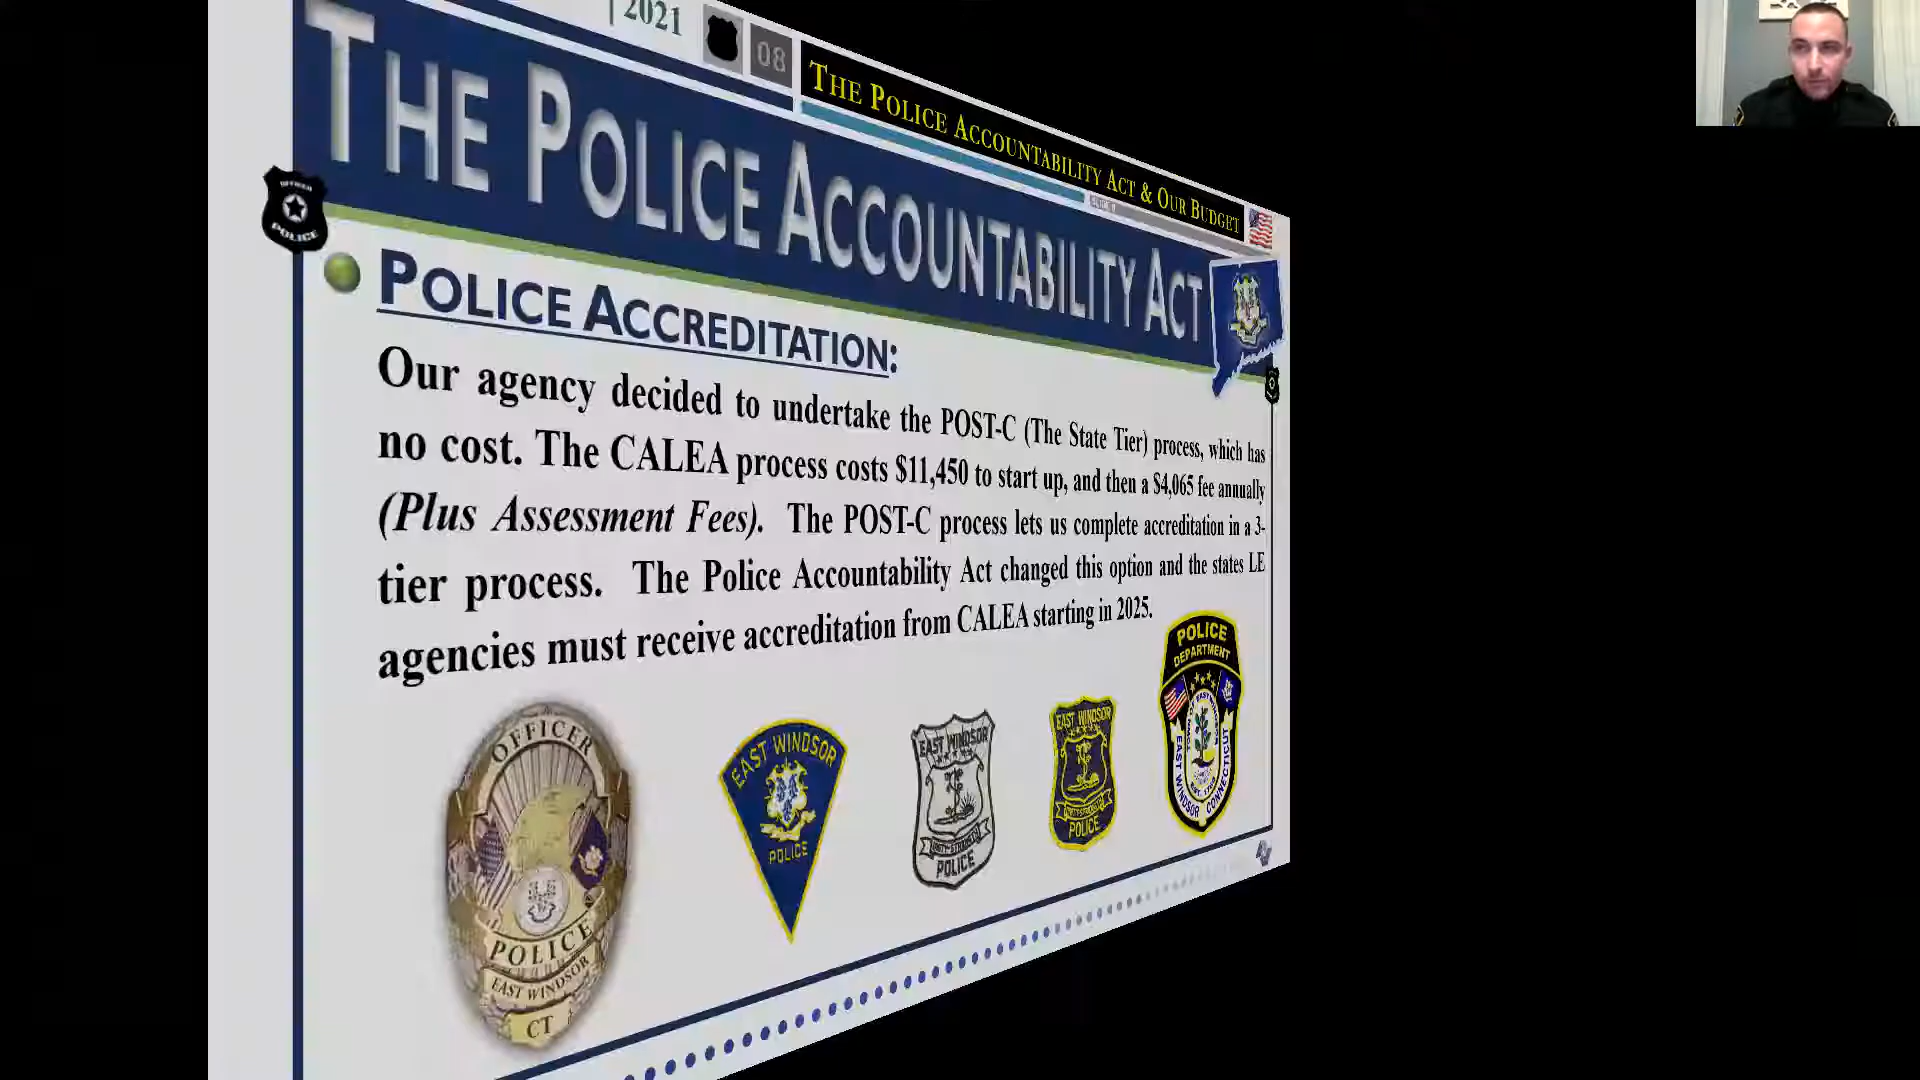 | 2021
08
THE POLICE ACCOUNTABILITY ACT & OUR BUDGET
THE POLICE ACCOUNTABILITY ACT
OFFICER
POLICE
POLICE ACCREDITATION:
Our agency decided to undertake the POST-C (The State Tier) process, which has
no cost. The CALEA process costs $11,450 to start up, and then a $4,065 fee annually
(Plus Assessment Fees). The POST-C process lets us complete accreditation in a 3-
tier process. The Police Accountability Act changed this option and the states LE
agencies must receive accreditation from CALEA starting in 2025.
OFFICER
POLICE
EAST WINDSOR
CT
EAST WINDSOR
POLICE
EAST WINDSOR
POLICE
EAST WINDSOR
POLICE
POLICE
DEPARTMENT
EAST WINDSOR CONNECTICUT